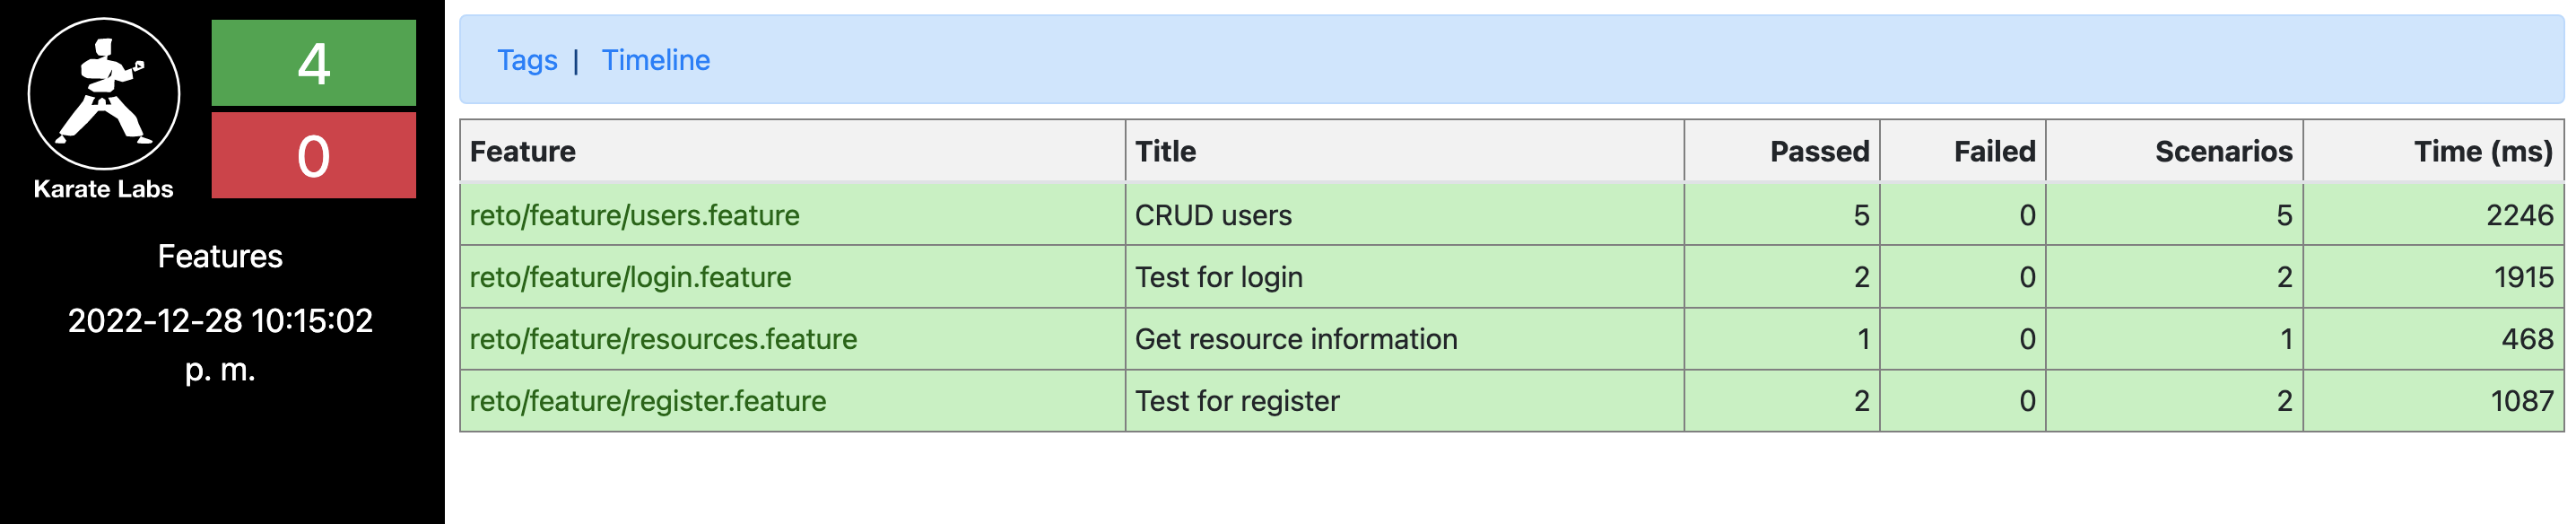 4
0
Karate Labs
Features
2022-12-28 10:15:02
p. m.
Tags | Timeline
Feature Title Passed Failed Scenarios Time (ms)
reto/feature/users.feature CRUD users 5 0 5 2246
reto/feature/login.feature Test for login 2 0 2 1915
reto/feature/resources.feature Get resource information 1 0 1 468
reto/feature/register.feature Test for register 2 0 2 1087